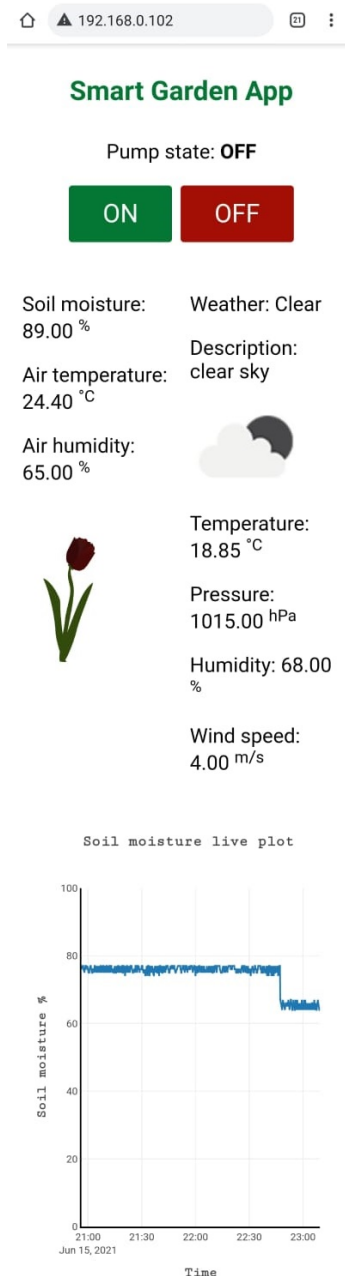 192.168.0.102
21
Smart Garden App
Pump state: OFF
ON
OFF
Soil moisture:
89.00 %
Air temperature:
24.40 °C
Air humidity:
65.00 %
Weather: Clear
Description:
clear sky
Temperature:
18.85 °C
Pressure:
1015.00 hPa
Humidity: 68.00
%
Wind speed:
4.00 m/s
Soil moisture live plot
Soil moisture %
100
80
60
40
20
0
21:00
21:30
22:00
22:30
23:00
Jun 15, 2021
Time